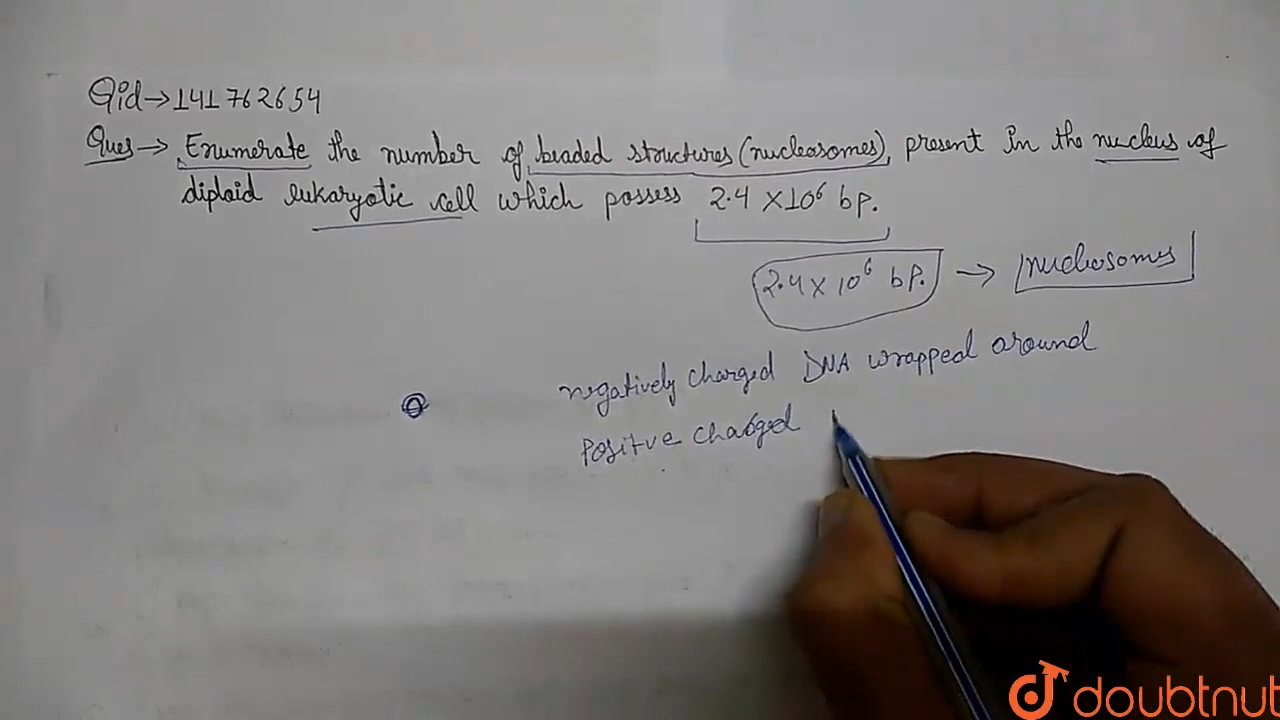 Qid→141762654
Ques→ Enumerate the number of beaded structures (nucleosomes), present in the nucleus of
diploid eukaryotic cell which possess 2.4 ×10⁶ bp.
2.4 × 10⁶ bp. → nucleosomes
negatively charged DNA wrapped around
Positve charged
doubtnut